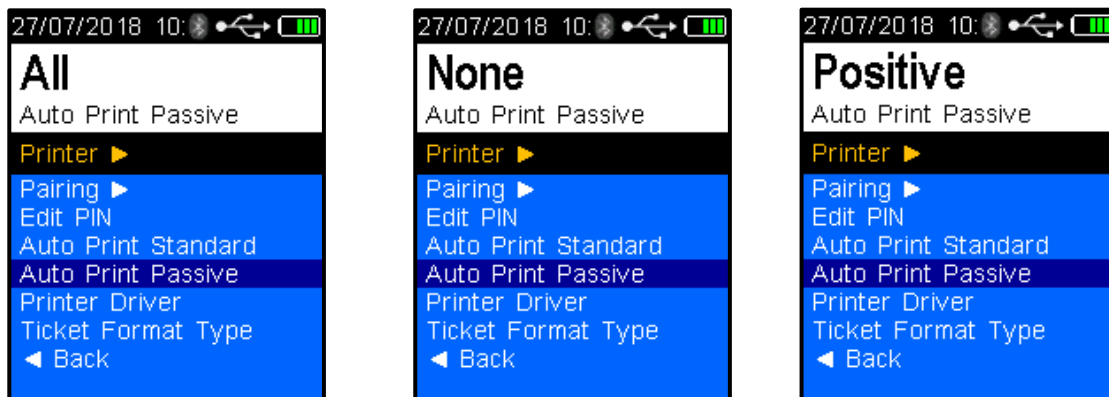 27/07/2018 10:
All
Auto Print Passive
Printer ▶
Pairing ▶
Edit PIN
Auto Print Standard
Auto Print Passive
Printer Driver
Ticket Format Type
◀ Back
27/07/2018 10:
None
Auto Print Passive
Printer ▶
Pairing ▶
Edit PIN
Auto Print Standard
Auto Print Passive
Printer Driver
Ticket Format Type
◀ Back
27/07/2018 10:
Positive
Auto Print Passive
Printer ▶
Pairing ▶
Edit PIN
Auto Print Standard
Auto Print Passive
Printer Driver
Ticket Format Type
◀ Back